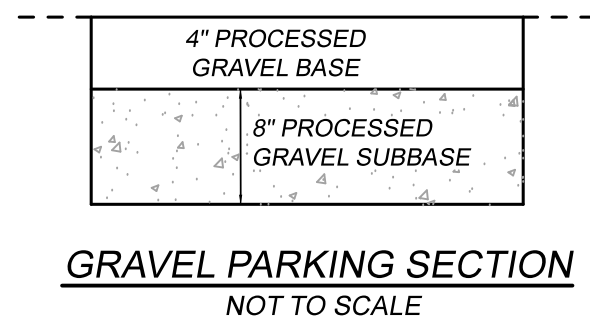 4" PROCESSED
GRAVEL BASE
8" PROCESSED
GRAVEL SUBBASE
GRAVEL PARKING SECTION
NOT TO SCALE